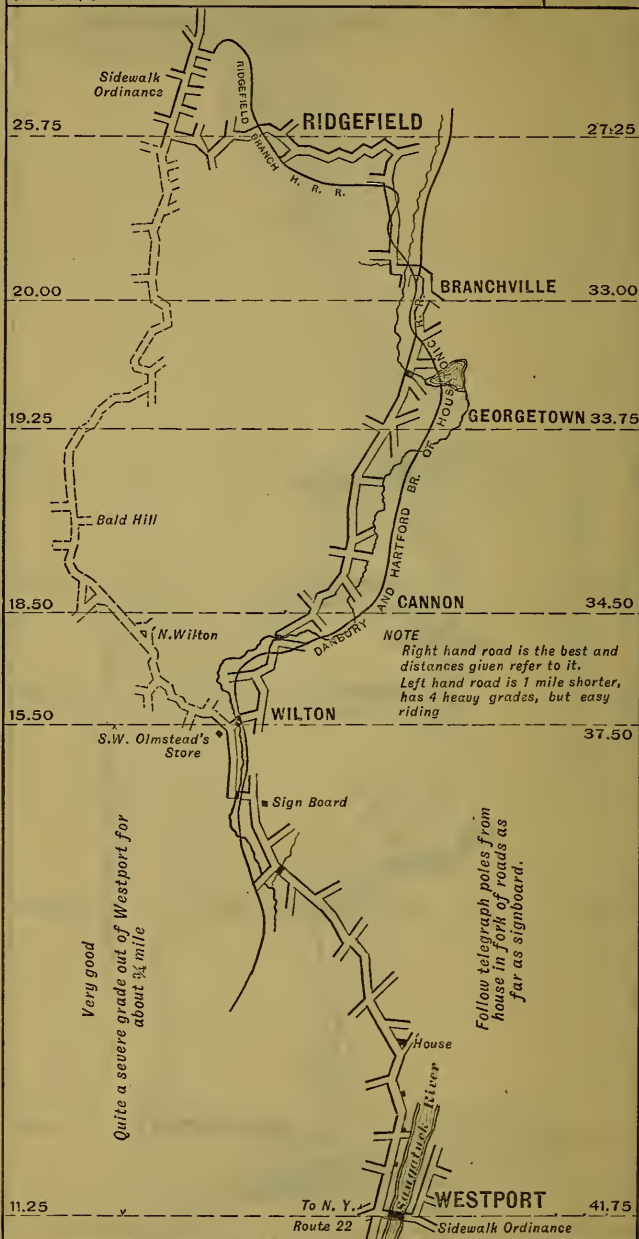 Sidewalk
Ordinance
RIDGEFIELD
BRANCH H. R. R.
25.75
RIDGEFIELD
27.25
20.00
BRANCHVILLE
33.00
19.25
GEORGETOWN
33.75
Bald Hill
DANBURY AND HARTFORD BR. OF HOUSATONIC R. R.
18.50
CANNON
34.50
N. Wilton
NOTE
Right hand road is the best and
distances given refer to it.
Left hand road is 1 mile shorter,
has 4 heavy grades, but easy
riding
15.50
WILTON
37.50
S.W. Olmstead's
Store
Sign Board
Very good
Quite a severe grade out of Westport for
about ¾ mile
Follow telegraph poles from
house in fork of roads as
far as signboard.
House
Saugatuck River
11.25
To N. Y.
Route 22
WESTPORT
41.75
Sidewalk Ordinance